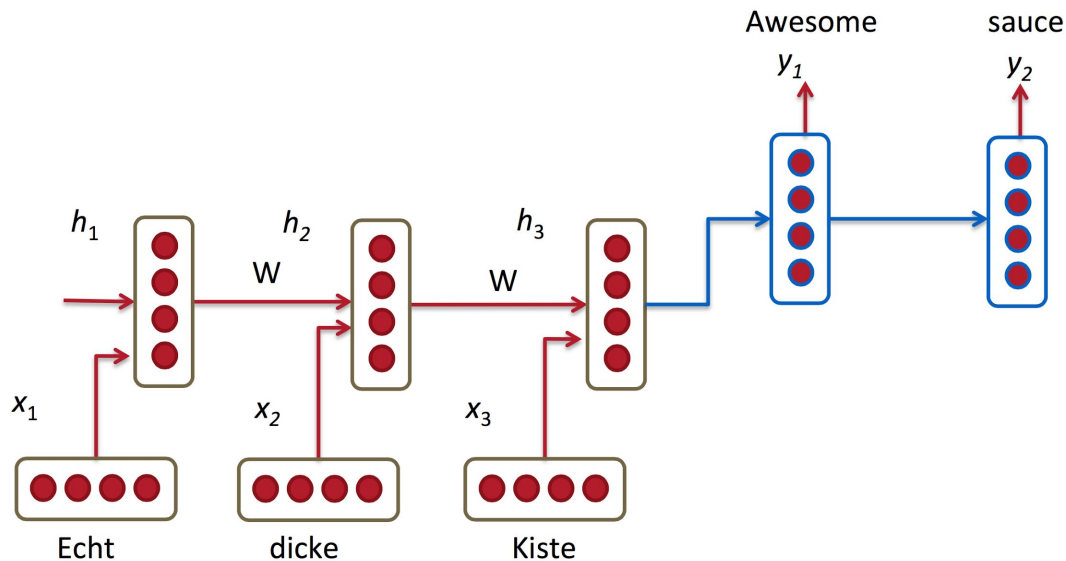 Awesome sauce
y₁ y₂
h₁ h₂ h₃
W W
x₁ x₂ x₃
Echt dicke Kiste